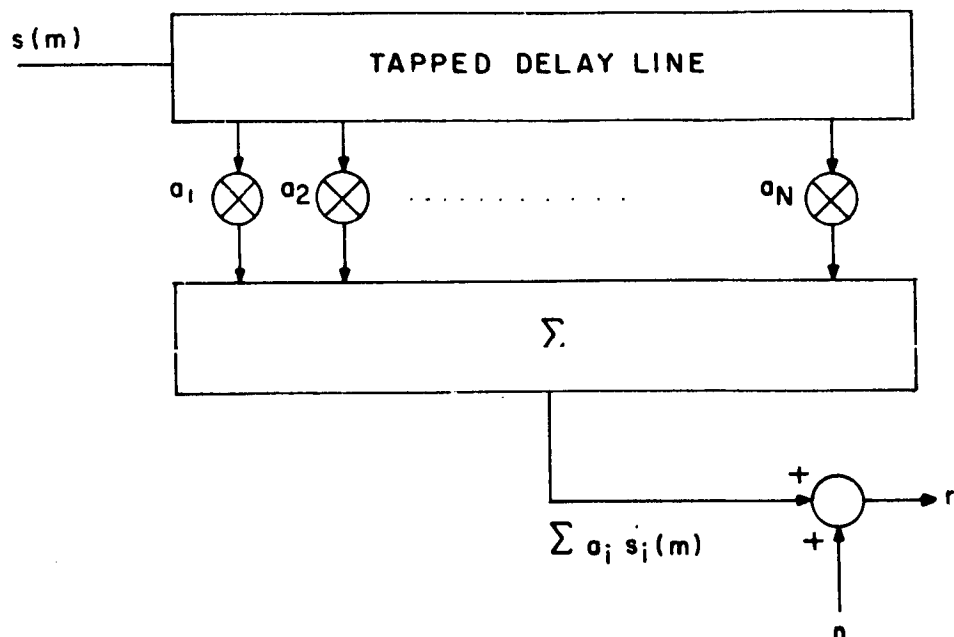 s(m)
TAPPED DELAY LINE
a1 a2 . . . . . . . . . . . aN
Σ
+
r
Σ ai si(m)
+
n